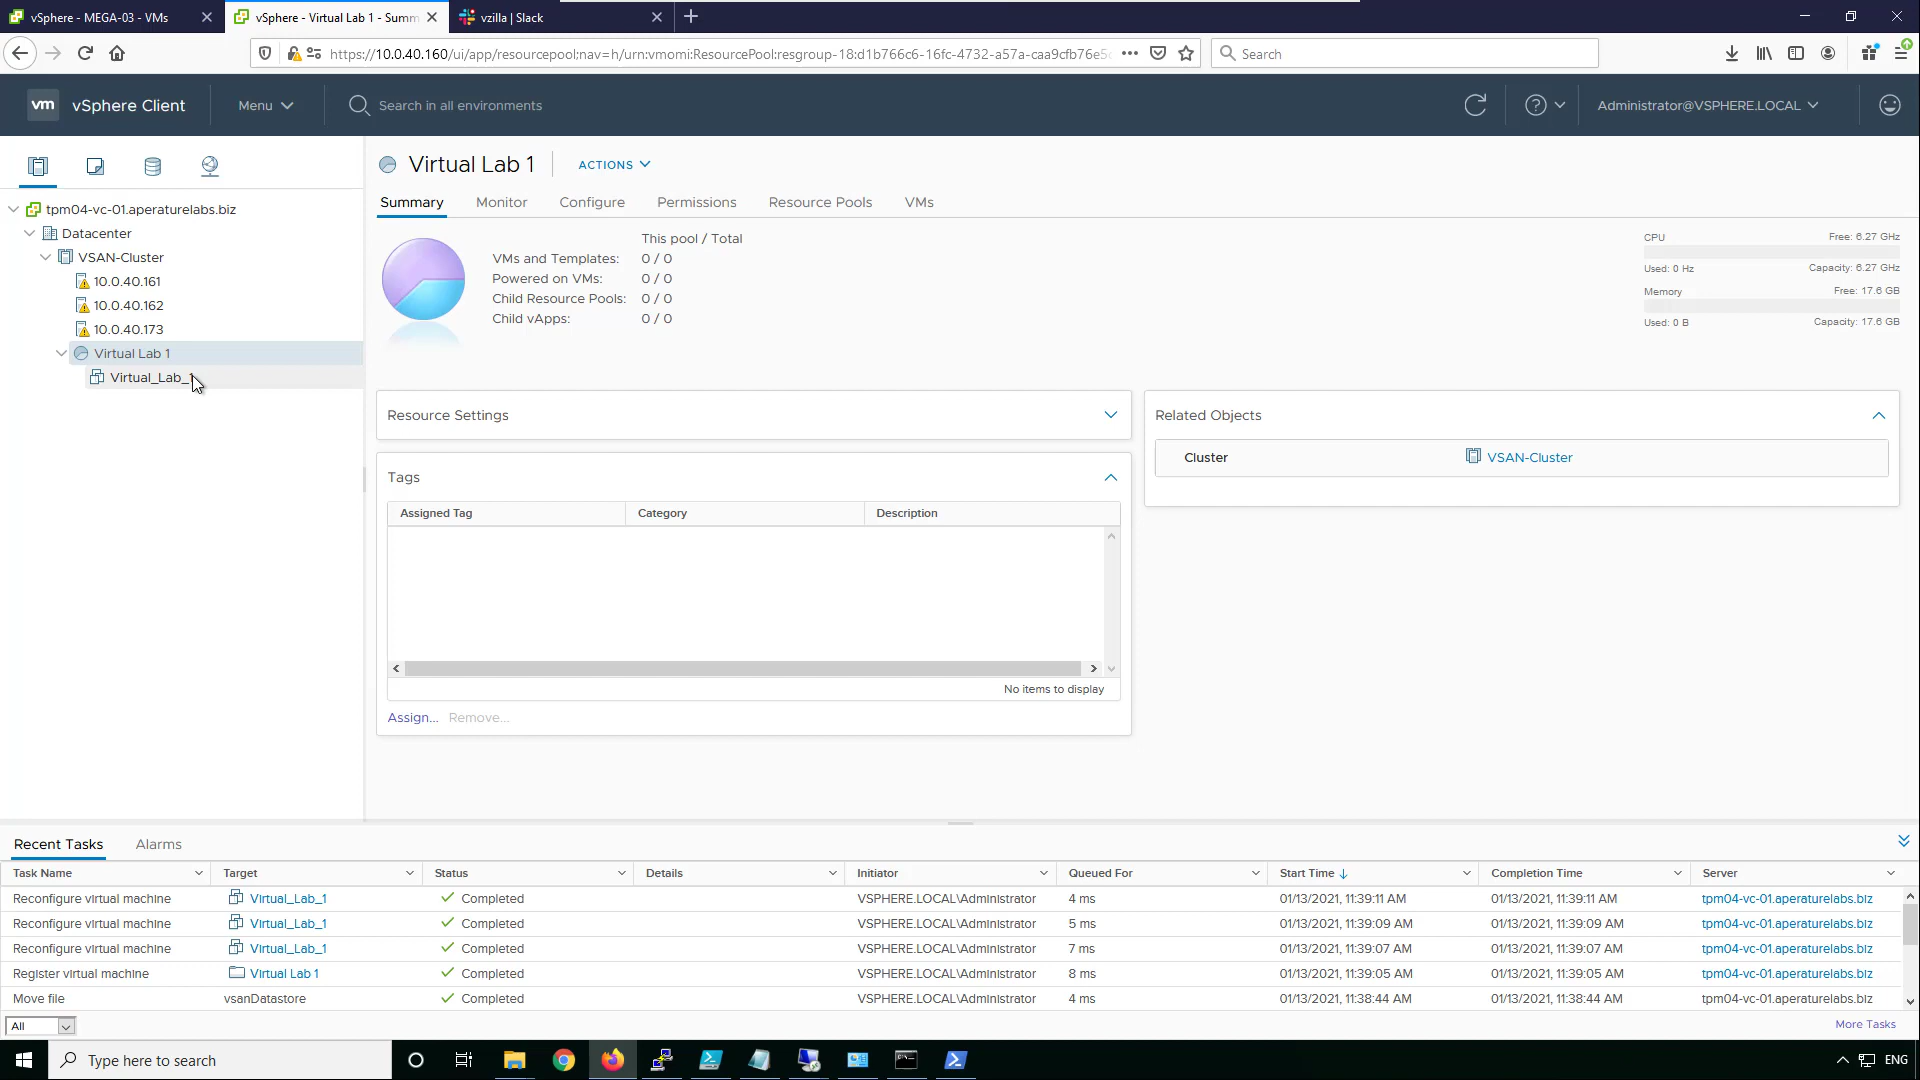 vSphere - MEGA-03 - VMs
vSphere - Virtual Lab 1 - Summ
vzilla | Slack
https://10.0.40.160/ui/app/resourcepool;nav=h/urn:vmomi:ResourcePool:resgroup-18:d1b766c6-16fc-4732-a57a-caa9cfb76e5
Search
vm vSphere Client
Menu
Search in all environments
Administrator@VSPHERE.LOCAL
tpm04-vc-01.aperaturelabs.biz
Datacenter
VSAN-Cluster
10.0.40.161
10.0.40.162
10.0.40.173
Virtual Lab 1
Virtual_Lab_1
Virtual Lab 1
ACTIONS
Summary Monitor Configure Permissions Resource Pools VMs
This pool / Total
VMs and Templates: 0 / 0
Powered on VMs: 0 / 0
Child Resource Pools: 0 / 0
Child vApps: 0 / 0
CPU Free: 6.27 GHz
Used: 0 Hz Capacity: 6.27 GHz
Memory Free: 17.6 GB
Used: 0 B Capacity: 17.6 GB
Resource Settings
Tags
Assigned Tag Category Description
No items to display
Assign... Remove...
Related Objects
Cluster VSAN-Cluster
Recent Tasks Alarms
Task Name Target Status Details Initiator Queued For Start Time Completion Time Server
Reconfigure virtual machine Virtual_Lab_1 Completed VSPHERE.LOCAL\Administrator 4 ms 01/13/2021, 11:39:11 AM 01/13/2021, 11:39:11 AM tpm04-vc-01.aperaturelabs.biz
Reconfigure virtual machine Virtual_Lab_1 Completed VSPHERE.LOCAL\Administrator 5 ms 01/13/2021, 11:39:09 AM 01/13/2021, 11:39:09 AM tpm04-vc-01.aperaturelabs.biz
Reconfigure virtual machine Virtual_Lab_1 Completed VSPHERE.LOCAL\Administrator 7 ms 01/13/2021, 11:39:07 AM 01/13/2021, 11:39:07 AM tpm04-vc-01.aperaturelabs.biz
Register virtual machine Virtual Lab 1 Completed VSPHERE.LOCAL\Administrator 8 ms 01/13/2021, 11:39:05 AM 01/13/2021, 11:39:05 AM tpm04-vc-01.aperaturelabs.biz
Move file vsanDatastore Completed VSPHERE.LOCAL\Administrator 4 ms 01/13/2021, 11:38:44 AM 01/13/2021, 11:38:44 AM tpm04-vc-01.aperaturelabs.biz
All
More Tasks
Type here to search
ENG